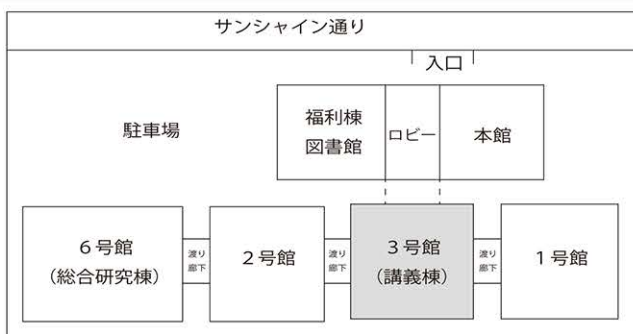 サンシャイン通り
入口
福利棟
図書館
ロビー
本館
駐車場
6号館
(総合研究棟)
渡り
廊下
2号館
渡り
廊下
3号館
(講義棟)
渡り
廊下
1号館